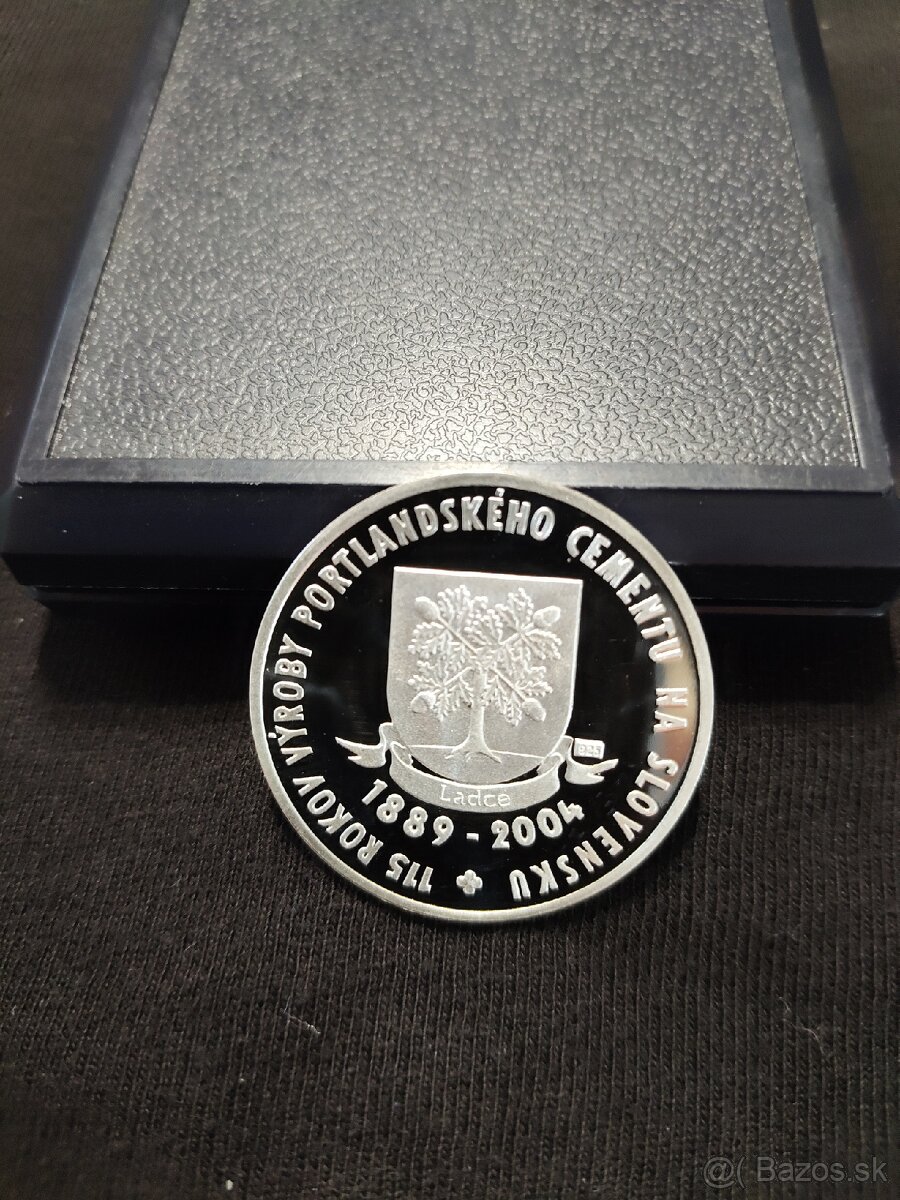 115 ROKOV VÝROBY PORTLANDSKÉHO CEMENTU NA SLOVENSKU
925
Ladce
1889 - 2004
@( Bazos.sk